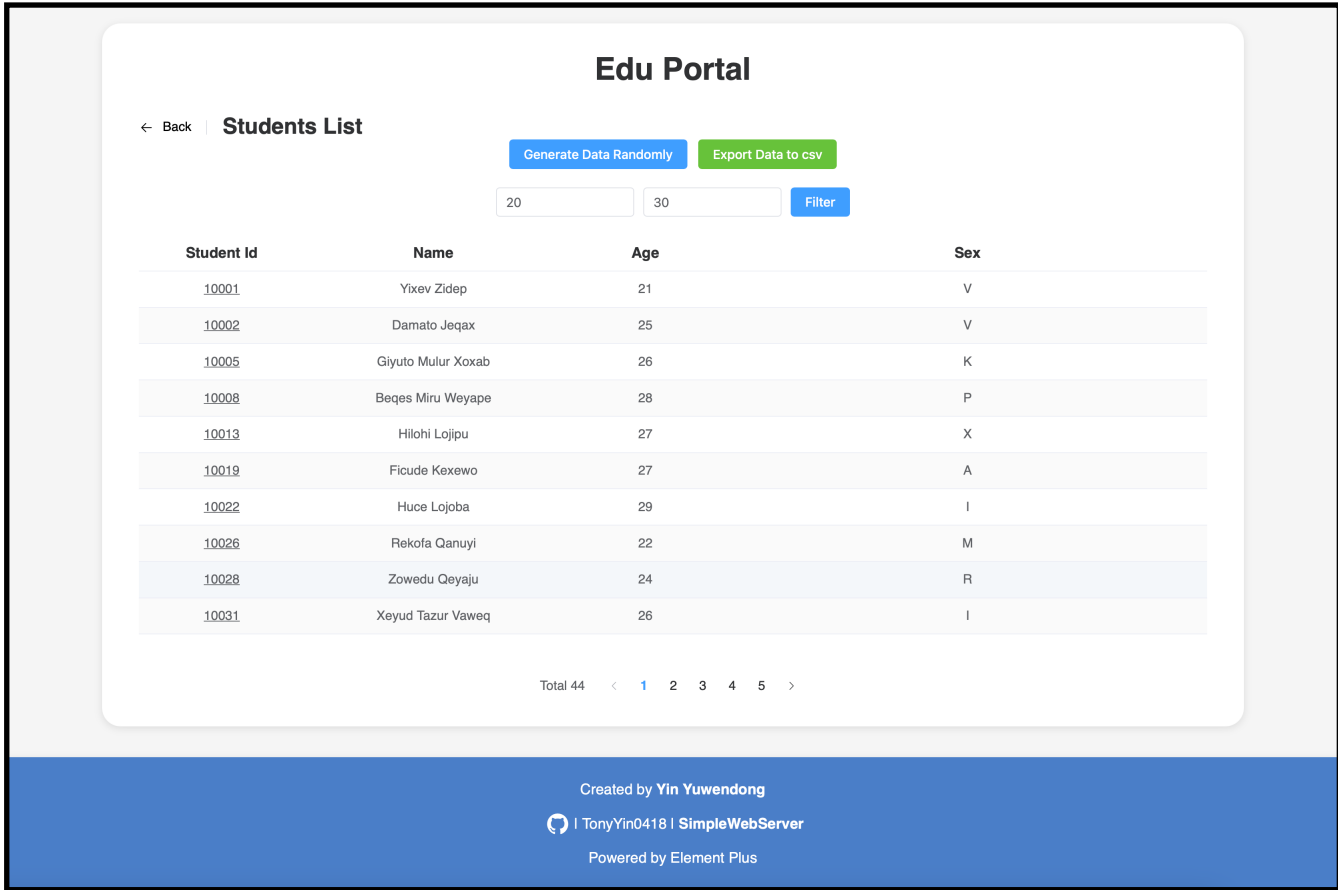 Edu Portal
Back Students List
Generate Data Randomly Export Data to csv
20 30 Filter
Student Id Name Age Sex
10001 Yixev Zidep 21 V
10002 Damato Jeqax 25 V
10005 Giyuto Mulur Xoxab 26 K
10008 Beqes Miru Weyape 28 P
10013 Hilohi Lojipu 27 X
10019 Ficude Kexewo 27 A
10022 Huce Lojoba 29 I
10026 Rekofa Qanuyi 22 M
10028 Zowedu Qeyaju 24 R
10031 Xeyud Tazur Vaweq 26 I
Total 44 1 2 3 4 5
Created by Yin Yuwendong
| TonyYin0418 | SimpleWebServer
Powered by Element Plus